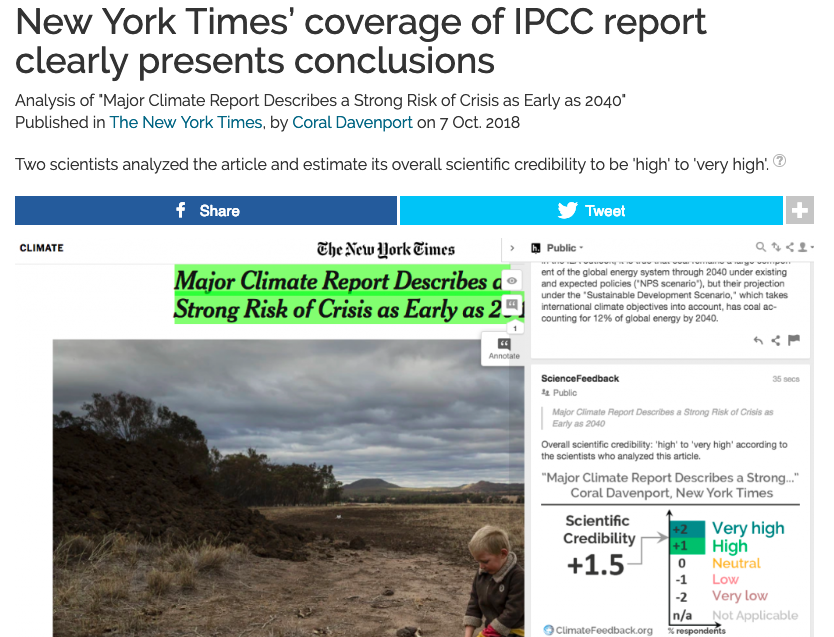 New York Times’ coverage of IPCC report
clearly presents conclusions
Analysis of "Major Climate Report Describes a Strong Risk of Crisis as Early as 2040"
Published in The New York Times, by Coral Davenport on 7 Oct. 2018
Two scientists analyzed the article and estimate its overall scientific credibility to be 'high' to 'very high'. ?
Share
Tweet
CLIMATE
The New York Times
Major Climate Report Describes a
Strong Risk of Crisis as Early as
1
Annotate
h. Public
ent of the global energy system through 2040 under existing
and expected policies ("NPS scenario"), but their projection
under the "Sustainable Development Scenario," which takes
international climate objectives into account, has coal ac-
counting for 12% of global energy by 2040.
ScienceFeedback 35 secs
Public
Major Climate Report Describes a Strong Risk of Crisis as
Early as 2040
Overall scientific credibility: 'high' to 'very high' according to
the scientists who analyzed this article.
"Major Climate Report Describes a Strong..."
Coral Davenport, New York Times
Scientific
Credibility
+1.5
+2 Very high
+1 High
0 Neutral
-1 Low
-2 Very low
n/a Not Applicable
ClimateFeedback.org % respondents